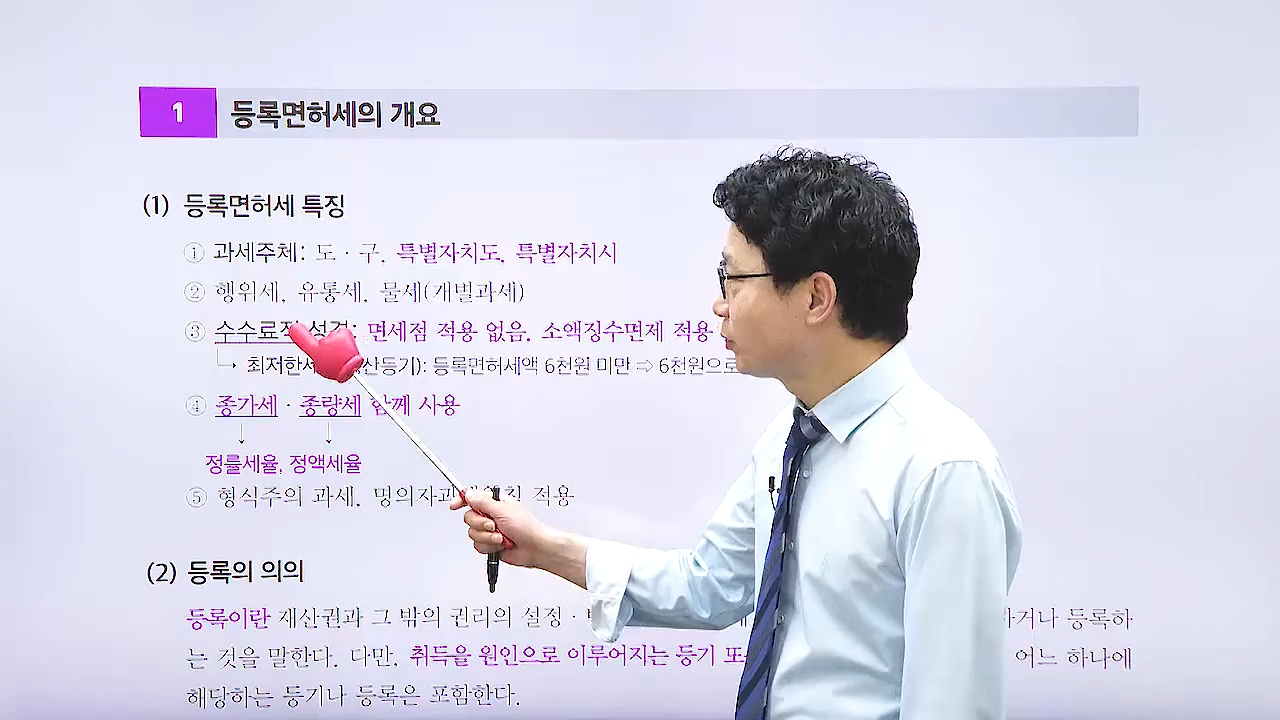 1 등록면허세의 개요
(1) 등록면허세 특징
① 과세주체: 도 · 구, 특별자치도, 특별자치시
② 행위세, 유통세, 물세(개별과세)
③ 수수료적 성격: 면세점 적용 없음, 소액징수면제 적용
→ 최저한세 산등기): 등록면허세액 6천원 미만 ⇨ 6천원으로
④ 종가세 · 종량세 함께 사용
↓ ↓
정률세율, 정액세율
⑤ 형식주의 과세, 명의자과 적용
(2) 등록의 의의
등록이란 재산권과 그 밖의 권리의 설정 · 하거나 등록하
는 것을 말한다. 다만, 취득을 원인으로 이루어지는 등기 또 어느 하나에
해당하는 등기나 등록은 포함한다.